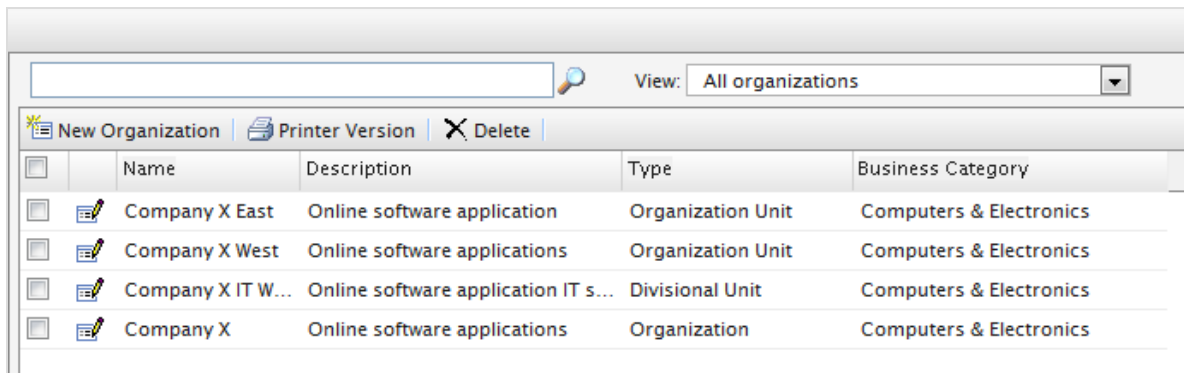 View: All organizations
New Organization Printer Version Delete
Name Description Type Business Category
Company X East Online software application Organization Unit Computers & Electronics
Company X West Online software applications Organization Unit Computers & Electronics
Company X IT W... Online software application IT s... Divisional Unit Computers & Electronics
Company X Online software applications Organization Computers & Electronics